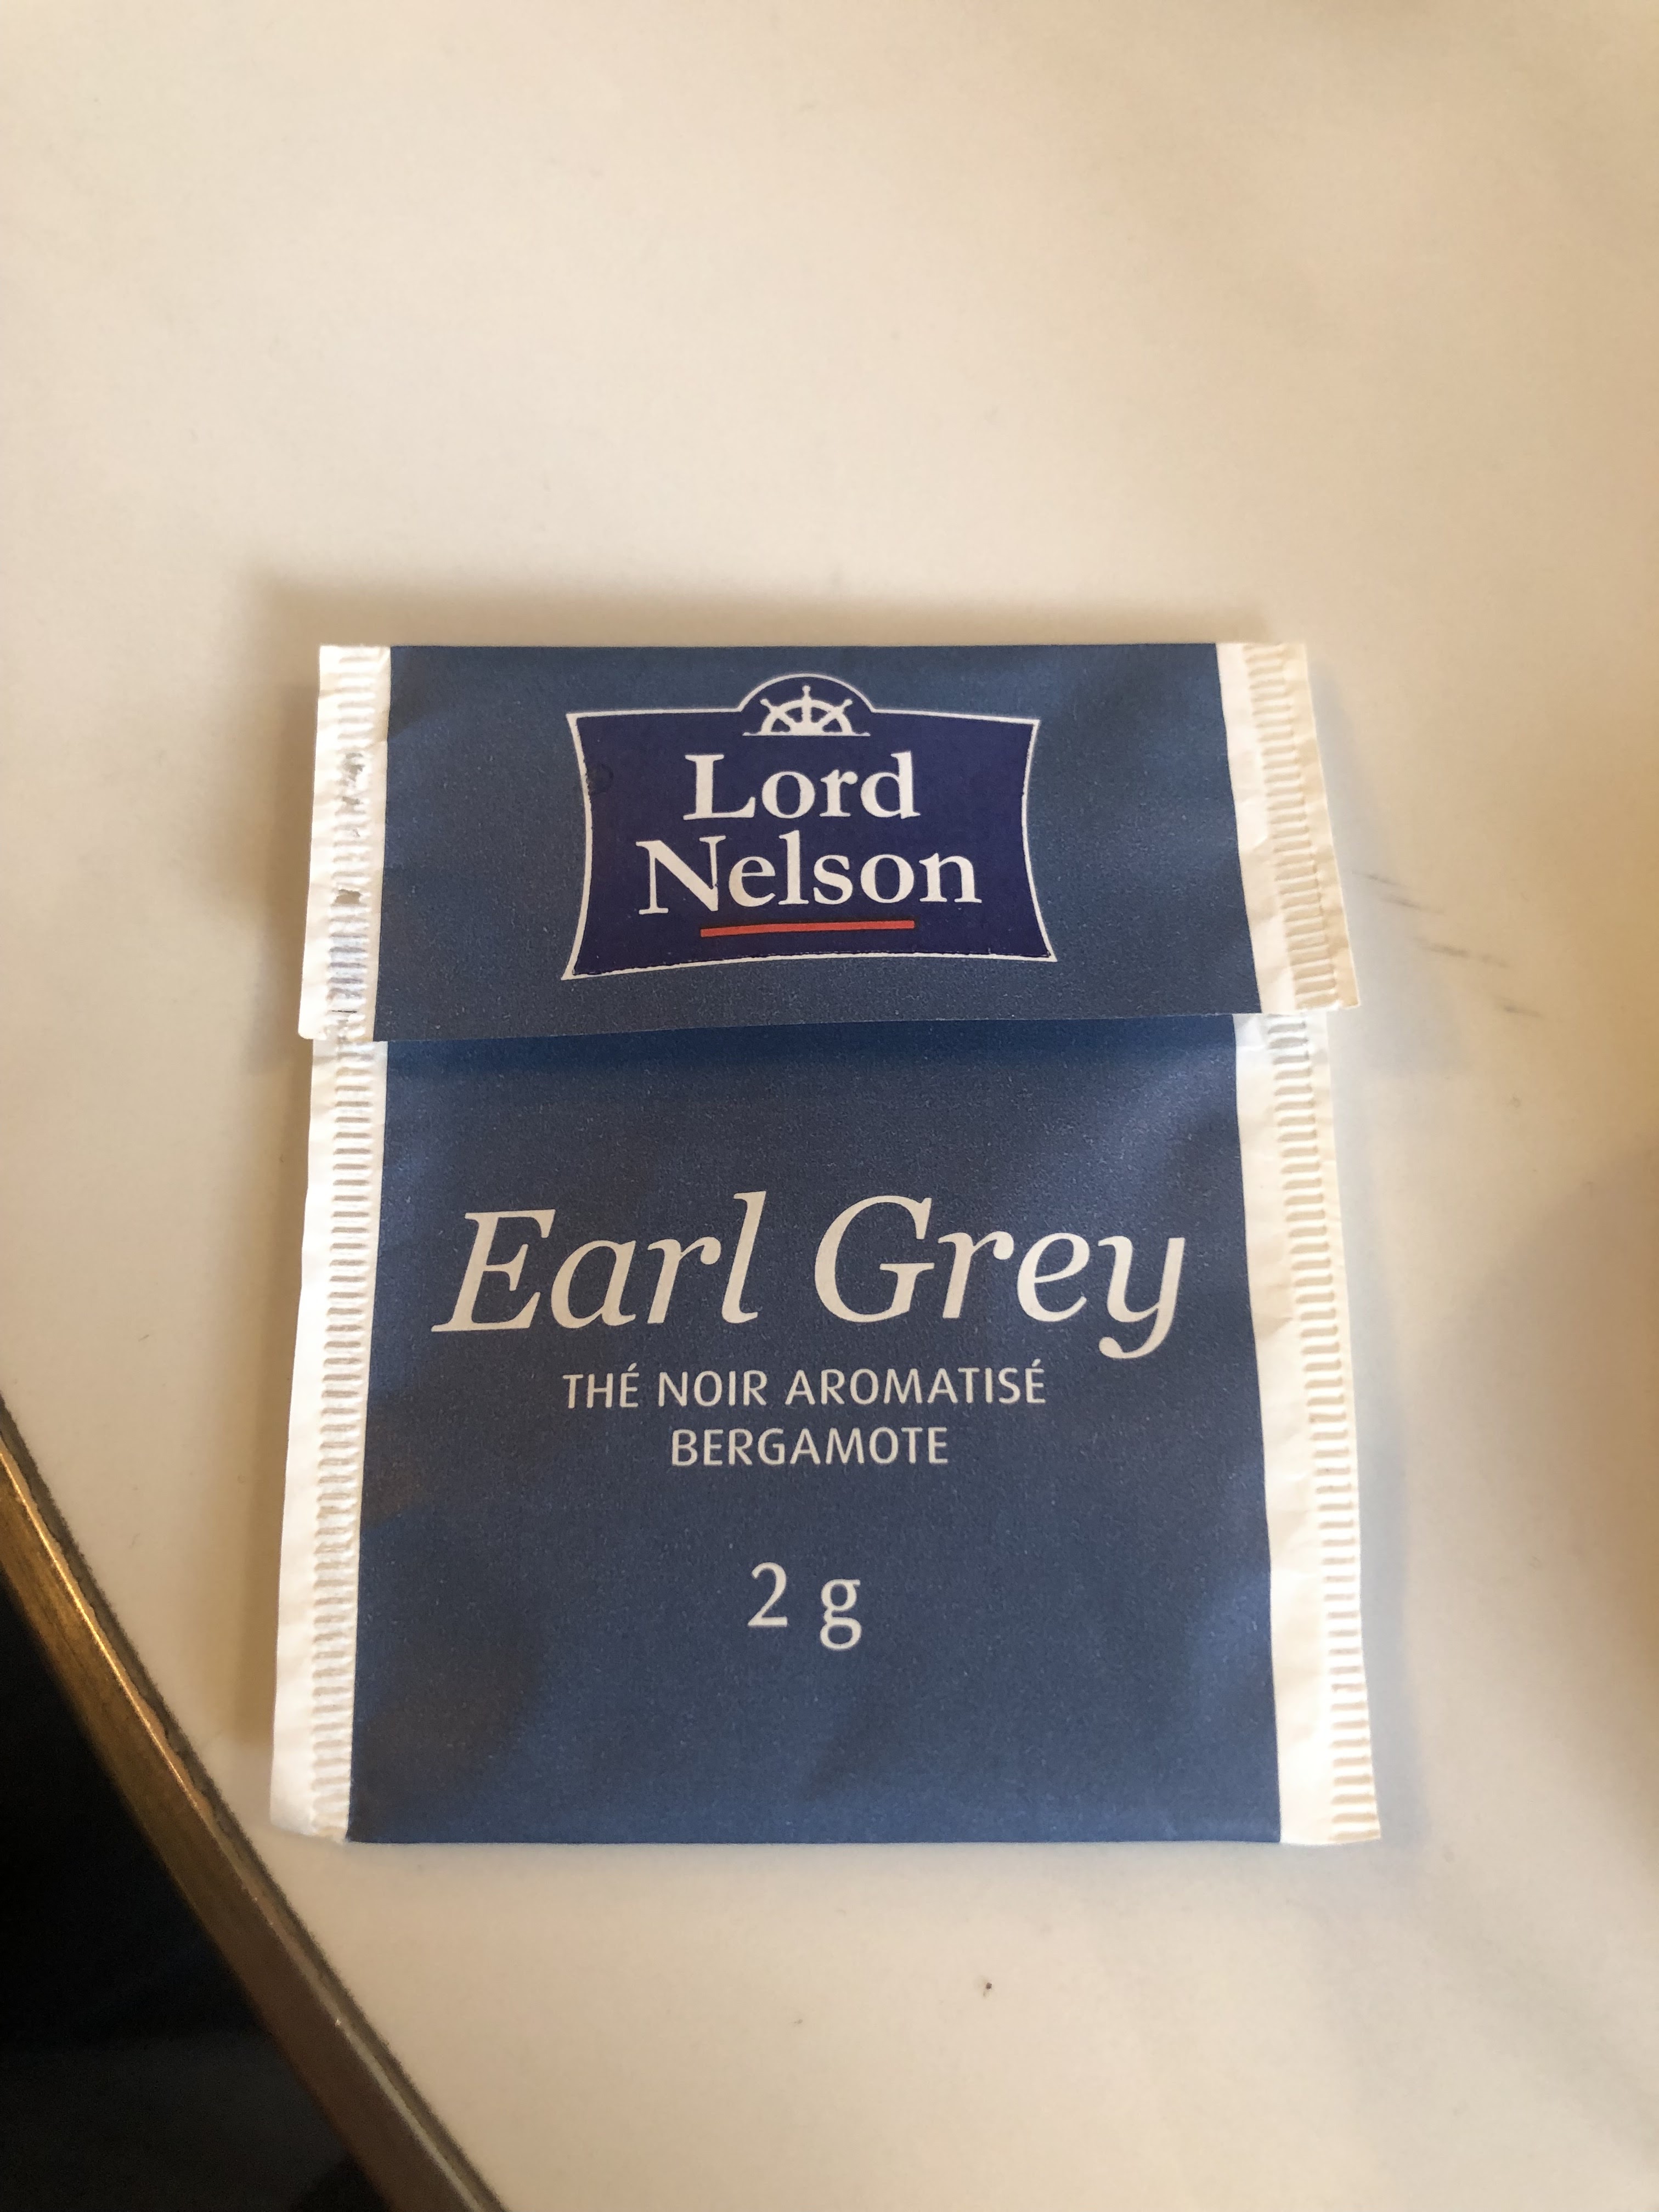 Lord
Nelson
Earl Grey
THÉ NOIR AROMATISÉ
BERGAMOTE
2 g